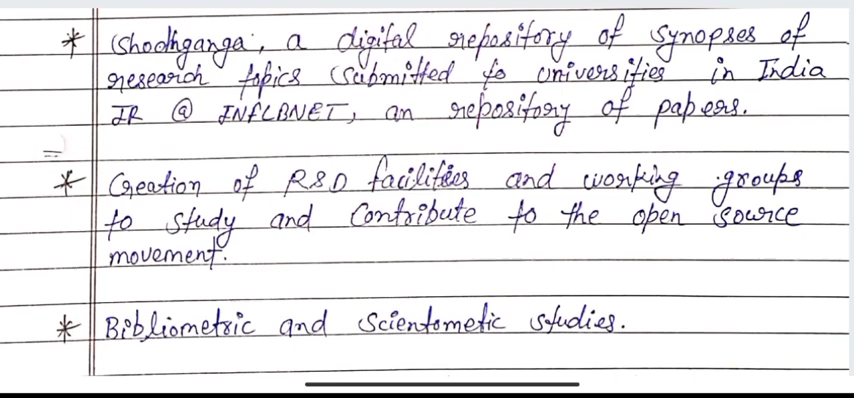 * Shodhganga, a digital repository of synopses of
research topics submitted to universities in India
IR @ INFLBNET, an repository of papers.
* Creation of R&D facilities and working groups
to study and contribute to the open source
movement.
* Bibliometric and Scientometic studies.